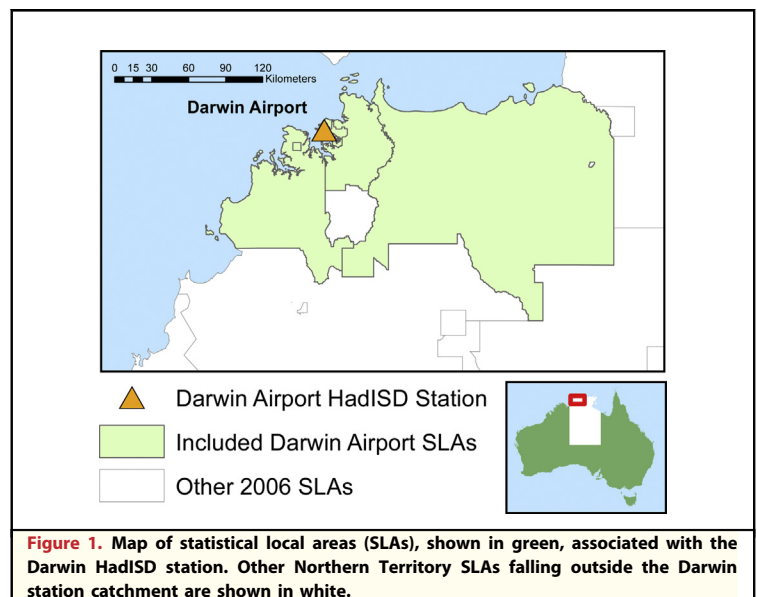 0 15 30 60 90 120
Kilometers
Darwin Airport
Darwin Airport HadISD Station
Included Darwin Airport SLAs
Other 2006 SLAs
Figure 1. Map of statistical local areas (SLAs), shown in green, associated with the
Darwin HadISD station. Other Northern Territory SLAs falling outside the Darwin
station catchment are shown in white.